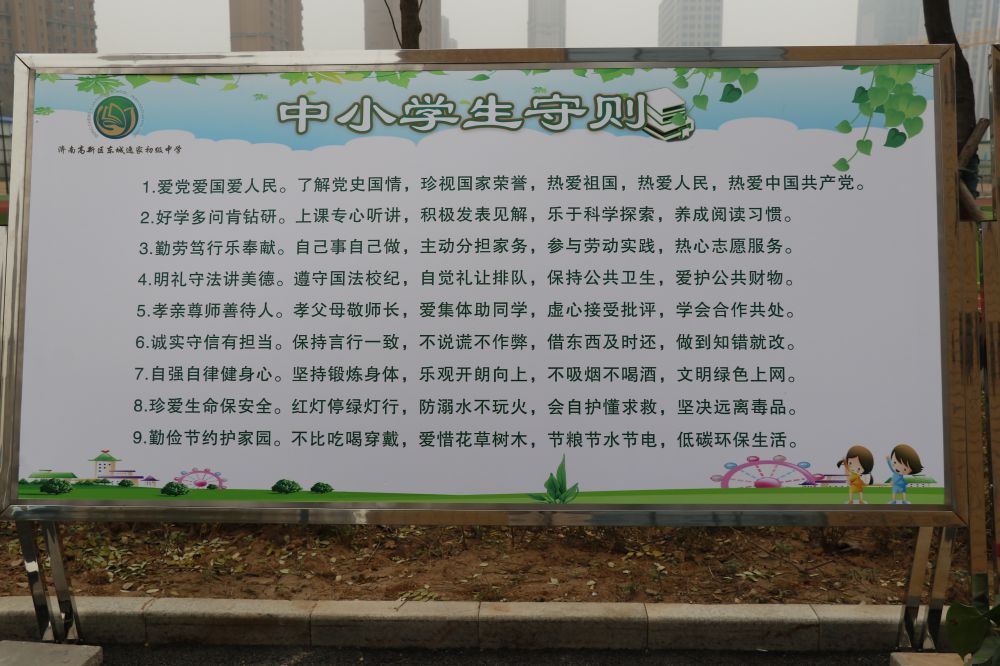 中小学生守则
济南高新区东城逸家初级中学
1.爱党爱国爱人民。了解党史国情，珍视国家荣誉，热爱祖国，热爱人民，热爱中国共产党。
2.好学多问肯钻研。上课专心听讲，积极发表见解，乐于科学探索，养成阅读习惯。
3.勤劳笃行乐奉献。自己事自己做，主动分担家务，参与劳动实践，热心志愿服务。
4.明礼守法讲美德。遵守国法校纪，自觉礼让排队，保持公共卫生，爱护公共财物。
5.孝亲尊师善待人。孝父母敬师长，爱集体助同学，虚心接受批评，学会合作共处。
6.诚实守信有担当。保持言行一致，不说谎不作弊，借东西及时还，做到知错就改。
7.自强自律健身心。坚持锻炼身体，乐观开朗向上，不吸烟不喝酒，文明绿色上网。
8.珍爱生命保安全。红灯停绿灯行，防溺水不玩火，会自护懂求救，坚决远离毒品。
9.勤俭节约护家园。不比吃喝穿戴，爱惜花草树木，节粮节水节电，低碳环保生活。